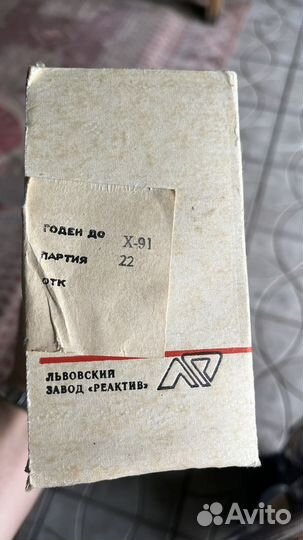 ГОДЕН ДО X-91
ПАРТИЯ 22
ОТК
ЛЬВОВСКИЙ
ЗАВОД «РЕАКТИВ»
Avito